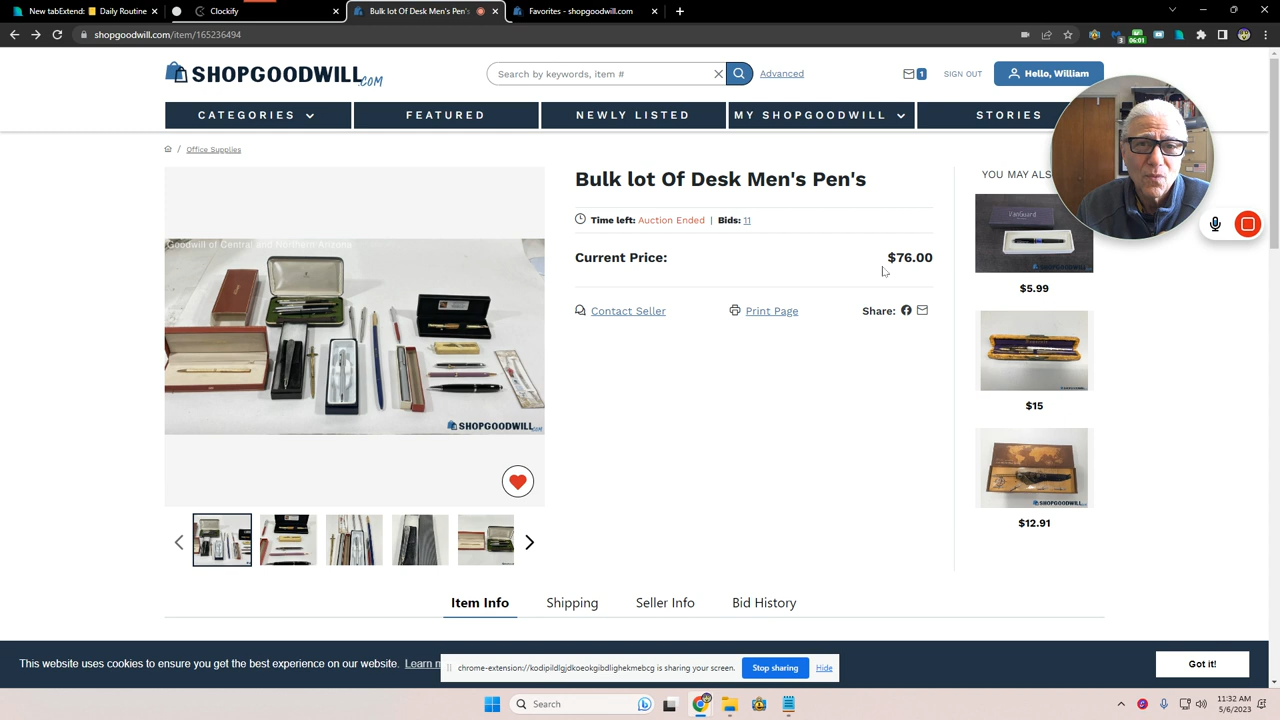 New tabextend: Daily Routine
Clockify
Bulk lot Of Desk Men's Pen's
Favorites - shopgoodwill.com
shopgoodwill.com/item/165236494
3
06:01
SHOPGOODWILL.COM
Search by keywords, item #
Advanced
1
SIGN OUT
Hello, William
CATEGORIES
FEATURED
NEWLY LISTED
MY SHOPGOODWILL
STORIES
/ Office Supplies
Bulk lot Of Desk Men's Pen's
Time left: Auction Ended | Bids: 11
Current Price: $76.00
Contact Seller
Print Page
Share:
Goodwill of Central and Northern Arizona
SHOPGOODWILL.COM
YOU MAY ALS
VANGUARD
$5.99
$15
SHOPGOODWILL
$12.91
Item Info
Shipping
Seller Info
Bid History
This website uses cookies to ensure you get the best experience on our website. Learn
chrome-extension://kodipildlgjdkoeokgibdlighekmebcg is sharing your screen.
Stop sharing
Hide
Got it!
Search
11:32 AM
5/6/2023